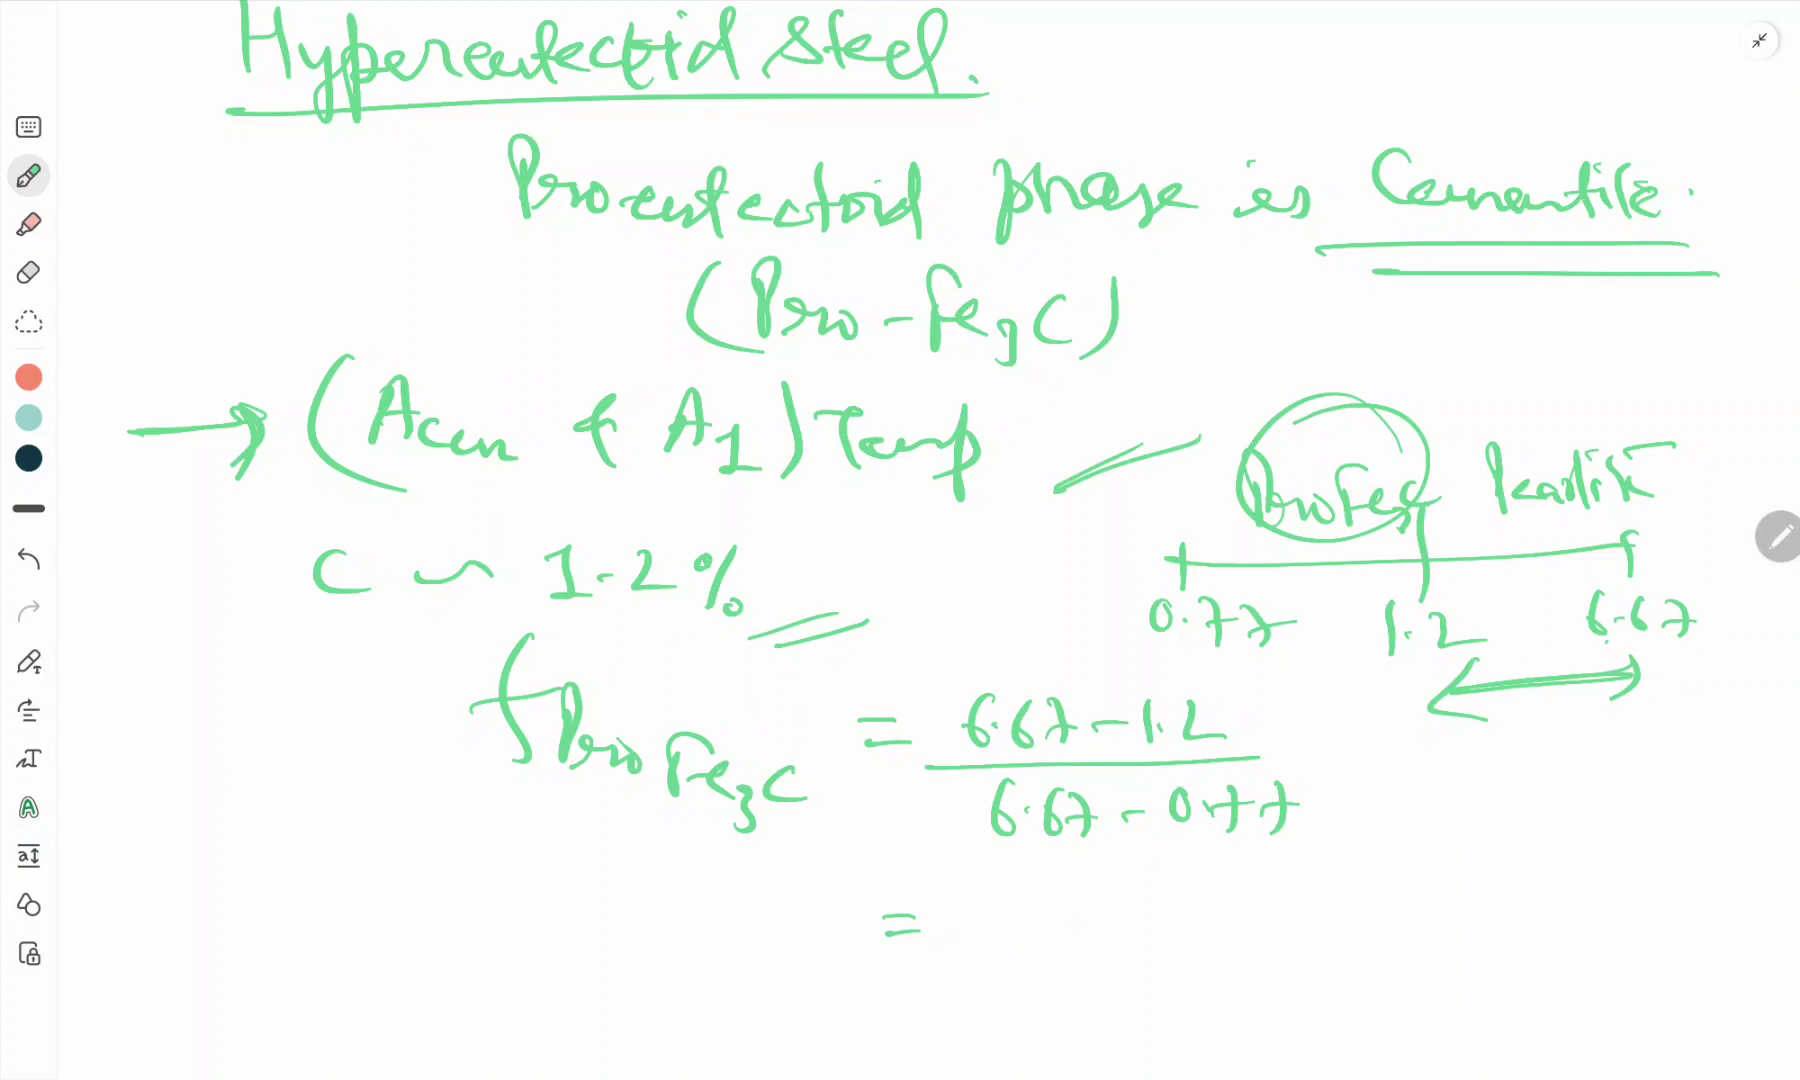 Hypereutectoid steel.
Proeutectoid phase is Cementite.
(Pro-Fe3C)
→ (Acm & A1) Temp
ProFe3 Pearlite
C ~ 1.2%
0.77 1.2 6.67
fPro Fe3C = 6.67 - 1.2
6.67 - 0.77
=